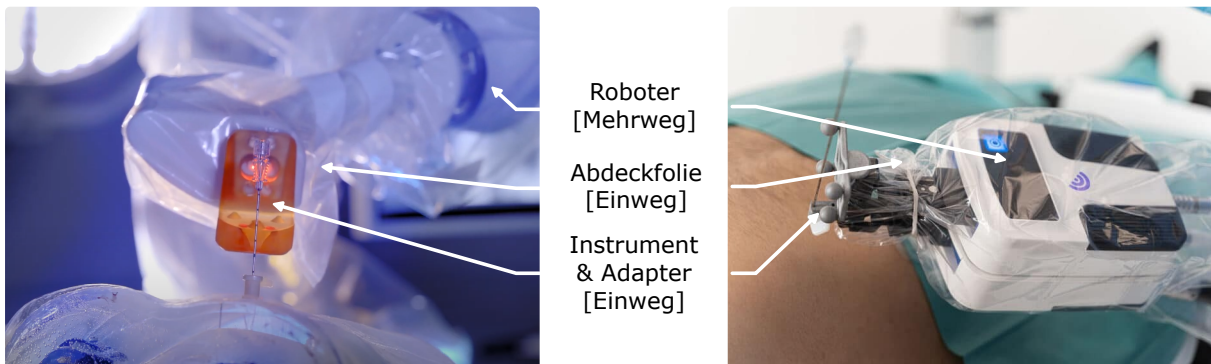 Roboter
[Mehrweg]
Abdeckfolie
[Einweg]
Instrument
& Adapter
[Einweg]